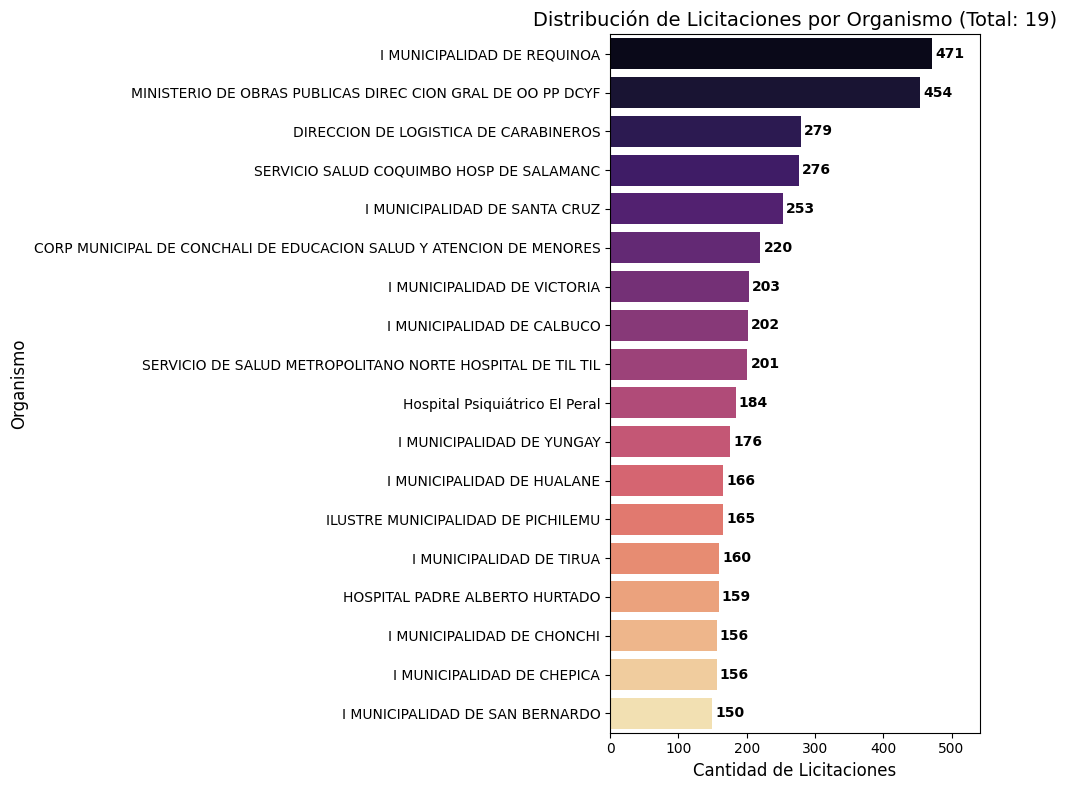 Distribución de Licitaciones por Organismo (Total: 19)
I MUNICIPALIDAD DE REQUINOA 471
MINISTERIO DE OBRAS PUBLICAS DIREC CION GRAL DE OO PP DCYF 454
DIRECCION DE LOGISTICA DE CARABINEROS 279
SERVICIO SALUD COQUIMBO HOSP DE SALAMANC 276
I MUNICIPALIDAD DE SANTA CRUZ 253
CORP MUNICIPAL DE CONCHALI DE EDUCACION SALUD Y ATENCION DE MENORES 220
I MUNICIPALIDAD DE VICTORIA 203
I MUNICIPALIDAD DE CALBUCO 202
SERVICIO DE SALUD METROPOLITANO NORTE HOSPITAL DE TIL TIL 201
Hospital Psiquiátrico El Peral 184
I MUNICIPALIDAD DE YUNGAY 176
I MUNICIPALIDAD DE HUALANE 166
ILUSTRE MUNICIPALIDAD DE PICHILEMU 165
I MUNICIPALIDAD DE TIRUA 160
HOSPITAL PADRE ALBERTO HURTADO 159
I MUNICIPALIDAD DE CHONCHI 156
I MUNICIPALIDAD DE CHEPICA 156
I MUNICIPALIDAD DE SAN BERNARDO 150
0 100 200 300 400 500
Cantidad de Licitaciones
Organismo